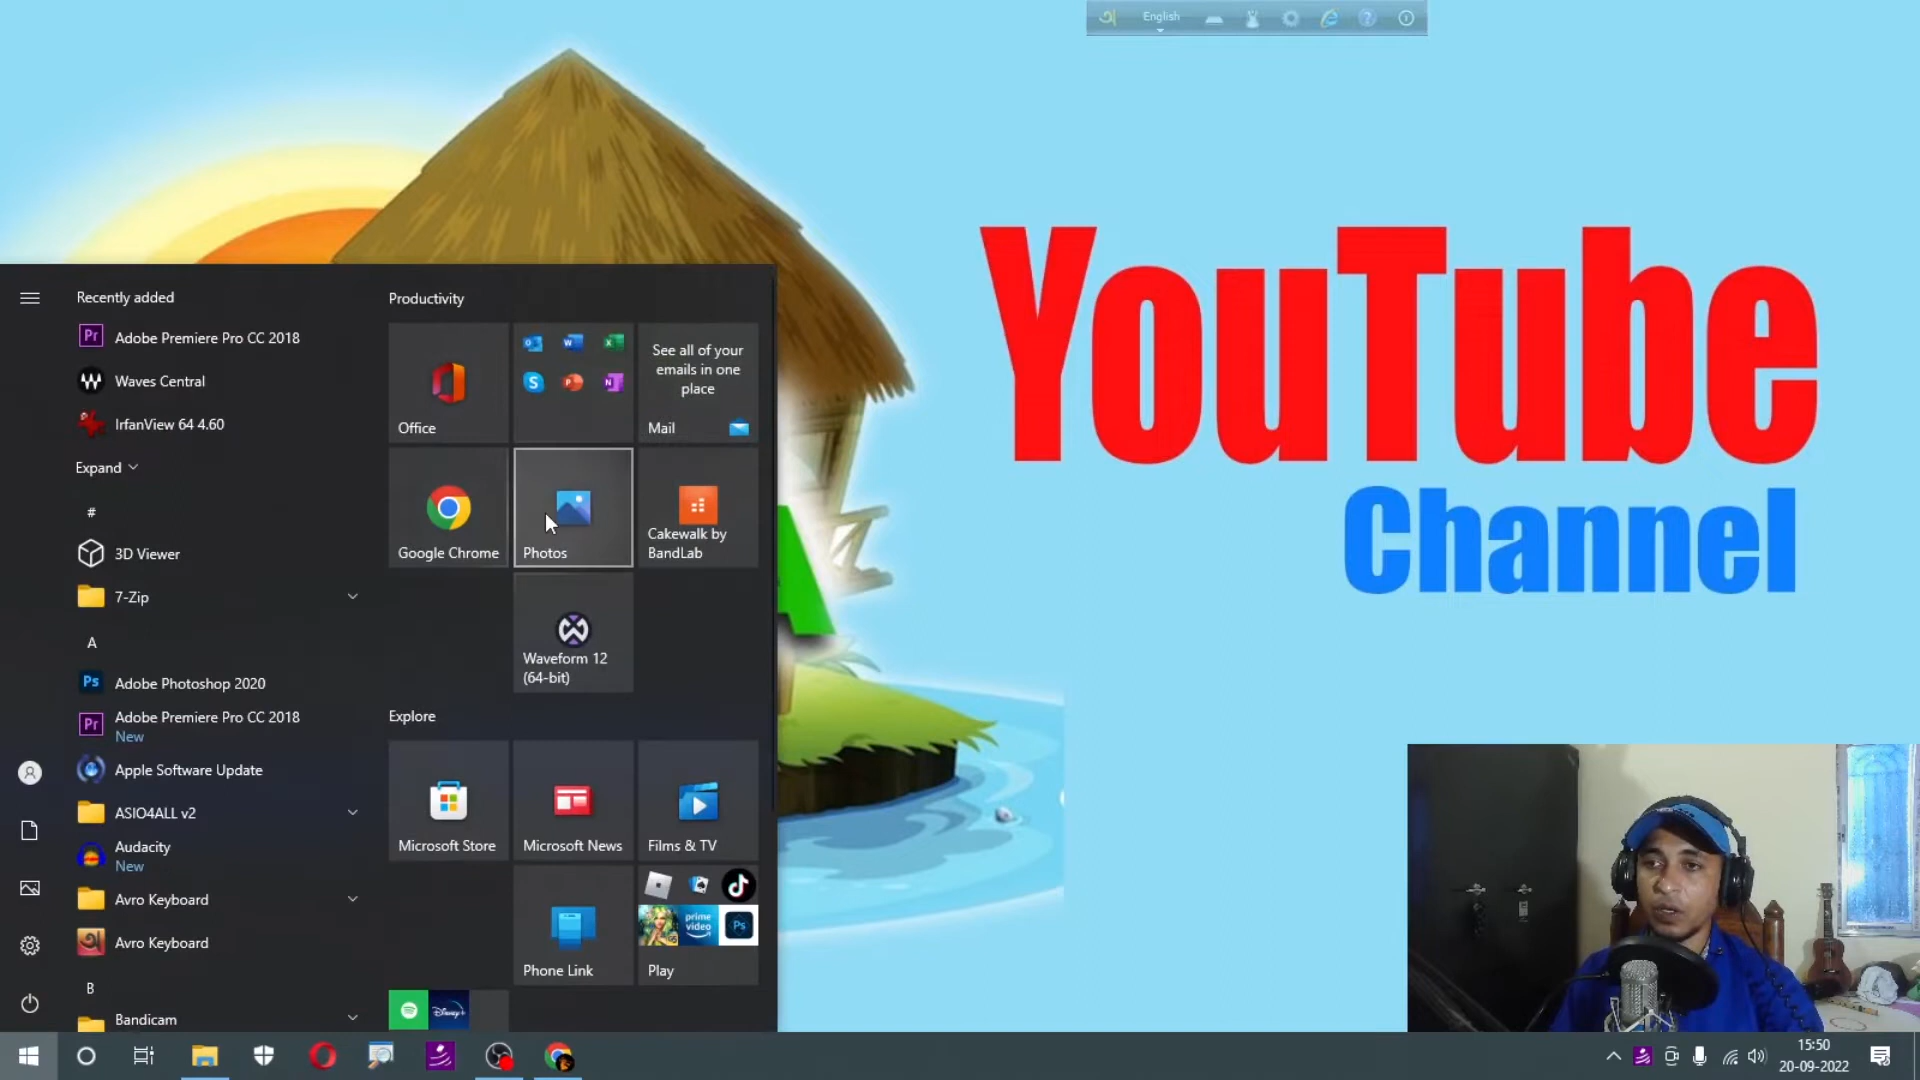 English
YouTube
Channel
Recently added
Adobe Premiere Pro CC 2018
Waves Central
IrfanView 64 4.60
Expand
#
3D Viewer
7-Zip
A
Adobe Photoshop 2020
Adobe Premiere Pro CC 2018
New
Apple Software Update
ASIO4ALL v2
Audacity
New
Avro Keyboard
Avro Keyboard
B
Bandicam
Productivity
Office
See all of your
emails in one
place
Mail
Google Chrome
Photos
Cakewalk by
BandLab
Waveform 12
(64-bit)
Explore
Microsoft Store
Microsoft News
Films & TV
Phone Link
prime
video
Ps
Play
Disney+
15:50
20-09-2022